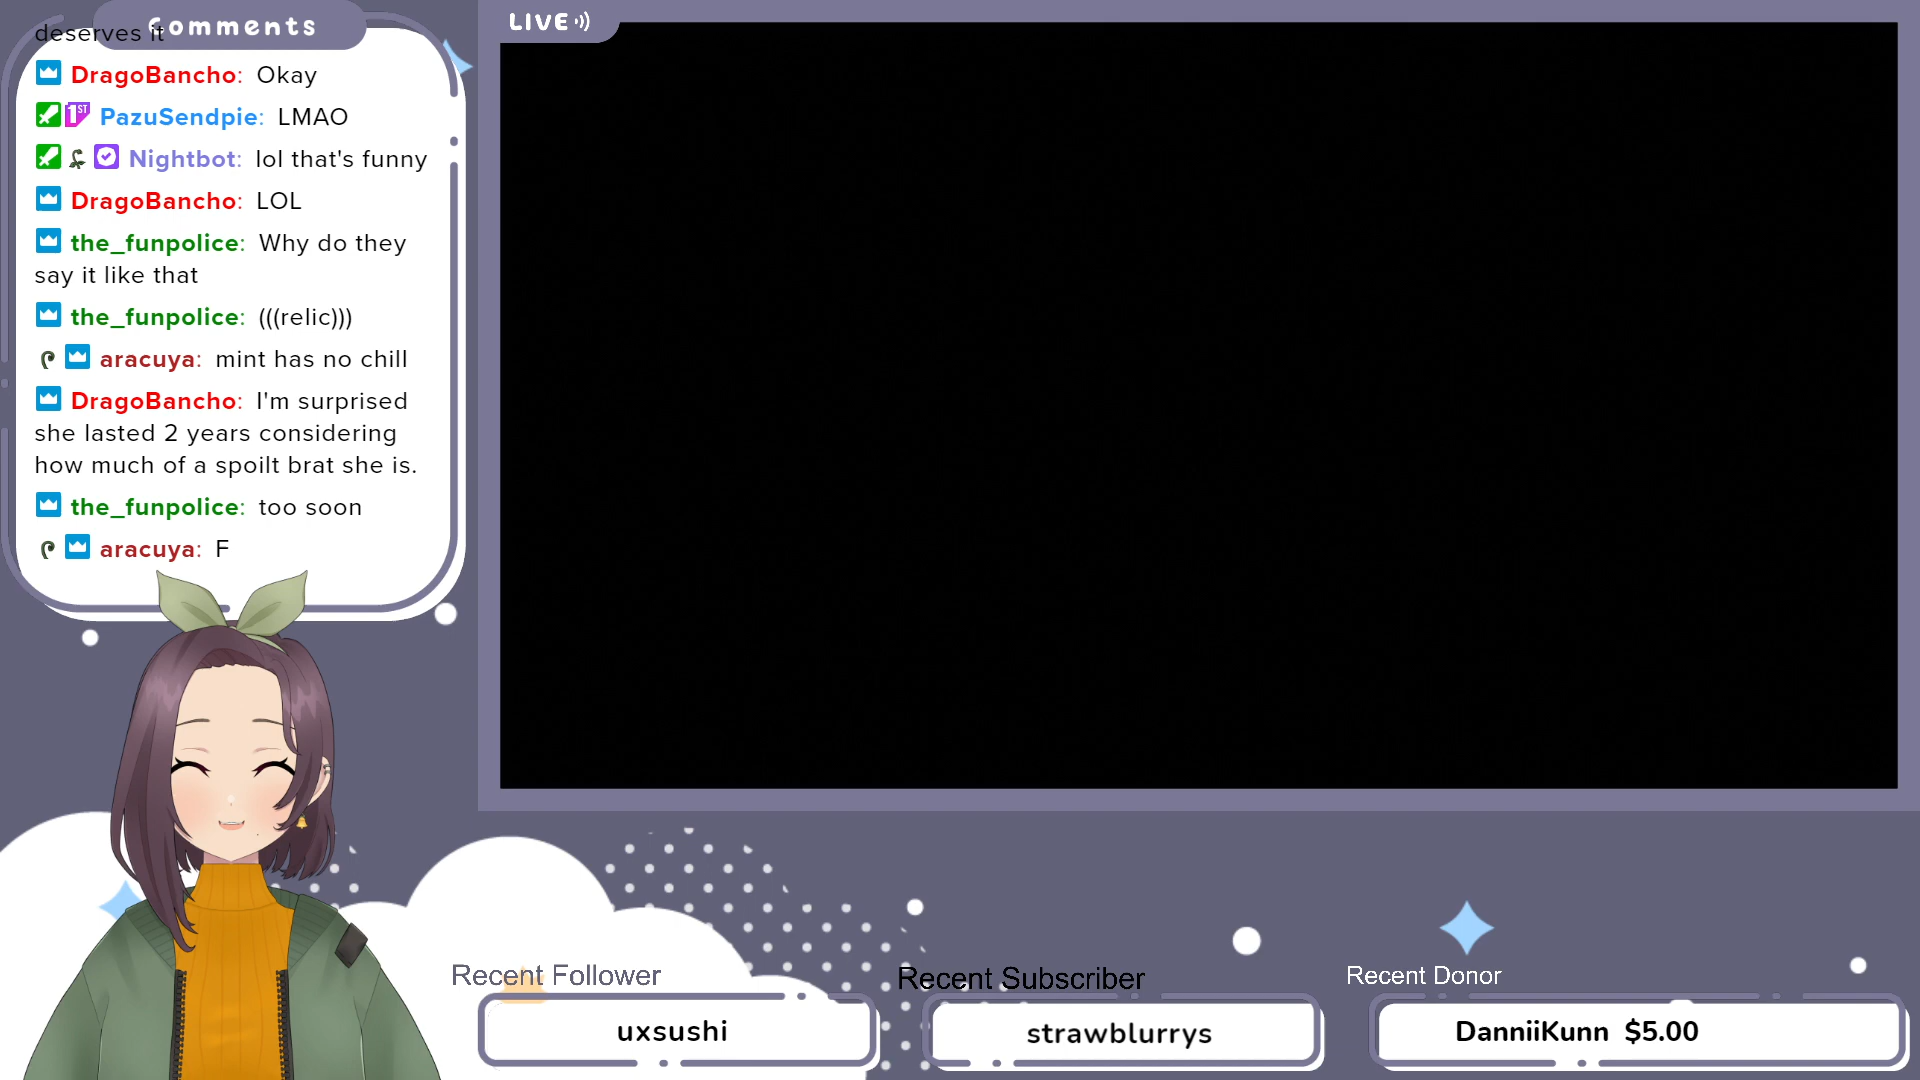 Comments
LIVE
deserves it
DragoBancho: Okay
1ST PazuSendpie: LMAO
Nightbot: lol that's funny
DragoBancho: LOL
the_funpolice: Why do they
say it like that
the_funpolice: (((relic)))
aracuya: mint has no chill
DragoBancho: I'm surprised
she lasted 2 years considering
how much of a spoilt brat she is.
the_funpolice: too soon
aracuya: F
Recent Follower
uxsushi
Recent Subscriber
strawblurrys
Recent Donor
DanniiKunn $5.00